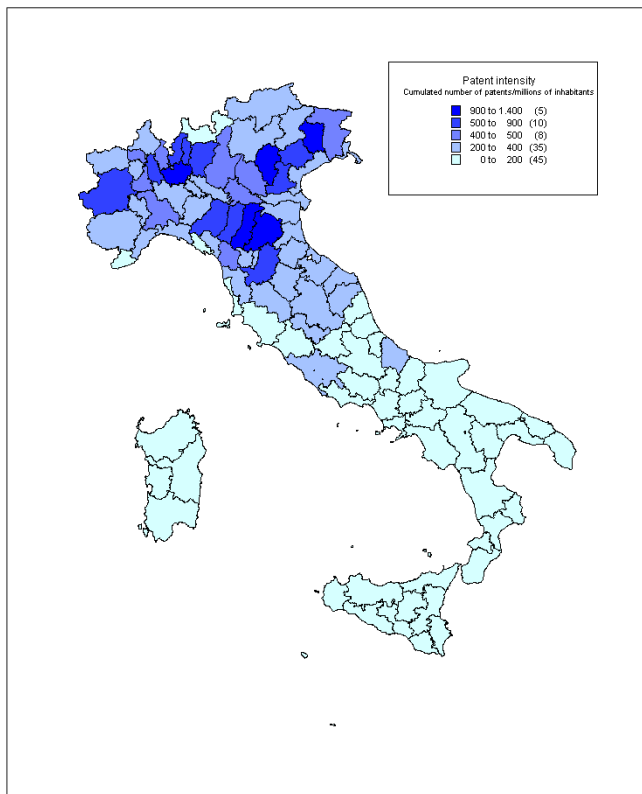 Patent intensity
Cumulated number of patents/millions of inhabitants
900 to 1.400 (5)
500 to 900 (10)
400 to 500 (8)
200 to 400 (35)
0 to 200 (45)